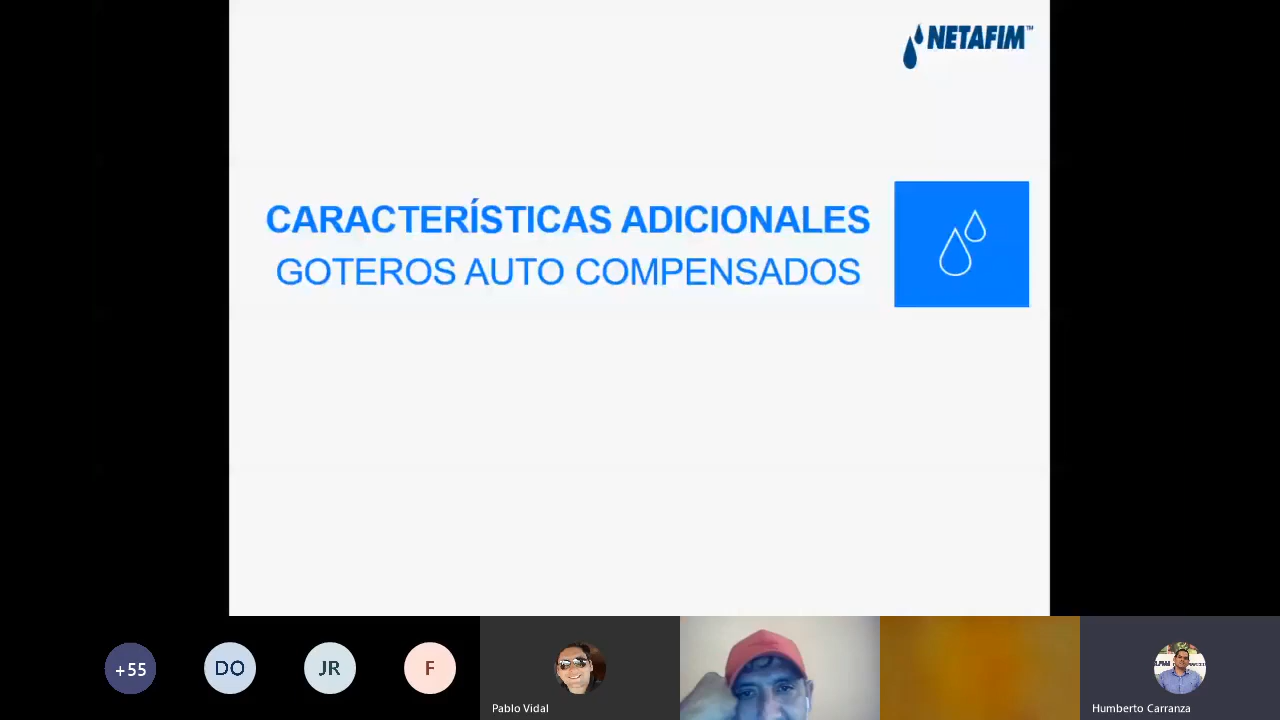 NETAFIM™
CARACTERÍSTICAS ADICIONALES
GOTEROS AUTO COMPENSADOS
+55
DO
JR
F
Pablo Vidal
Humberto Carranza